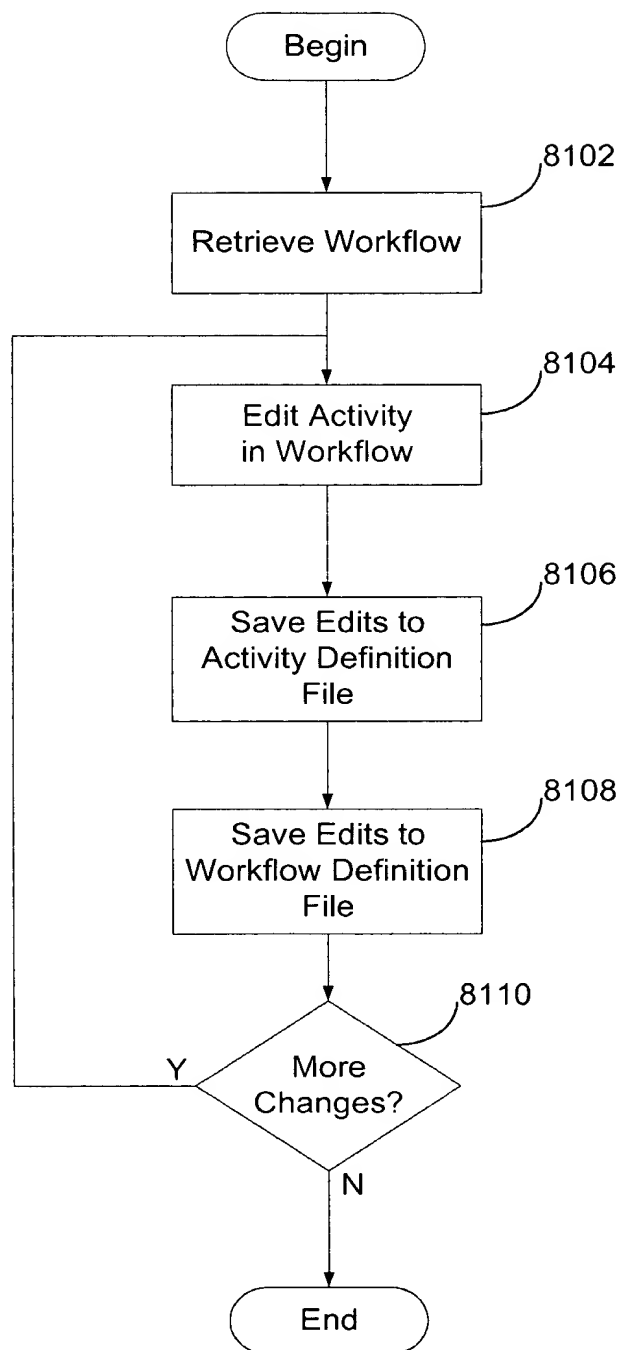 Begin
8102
Retrieve Workflow
8104
Edit Activity
in Workflow
8106
Save Edits to
Activity Definition
File
8108
Save Edits to
Workflow Definition
File
8110
Y
More
Changes?
N
End